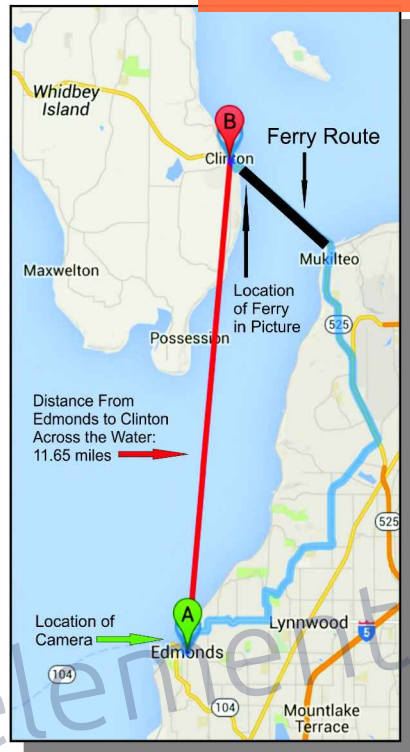 Whidbey
Island
B
Clinton
Ferry Route
Mukilteo
Maxwelton
Location
of Ferry
in Picture
525
Possession
Distance From
Edmonds to Clinton
Across the Water:
11.65 miles
525
A
Location of
Camera
Lynnwood
5
Edmonds
104
104
Mountlake
Terrace
element